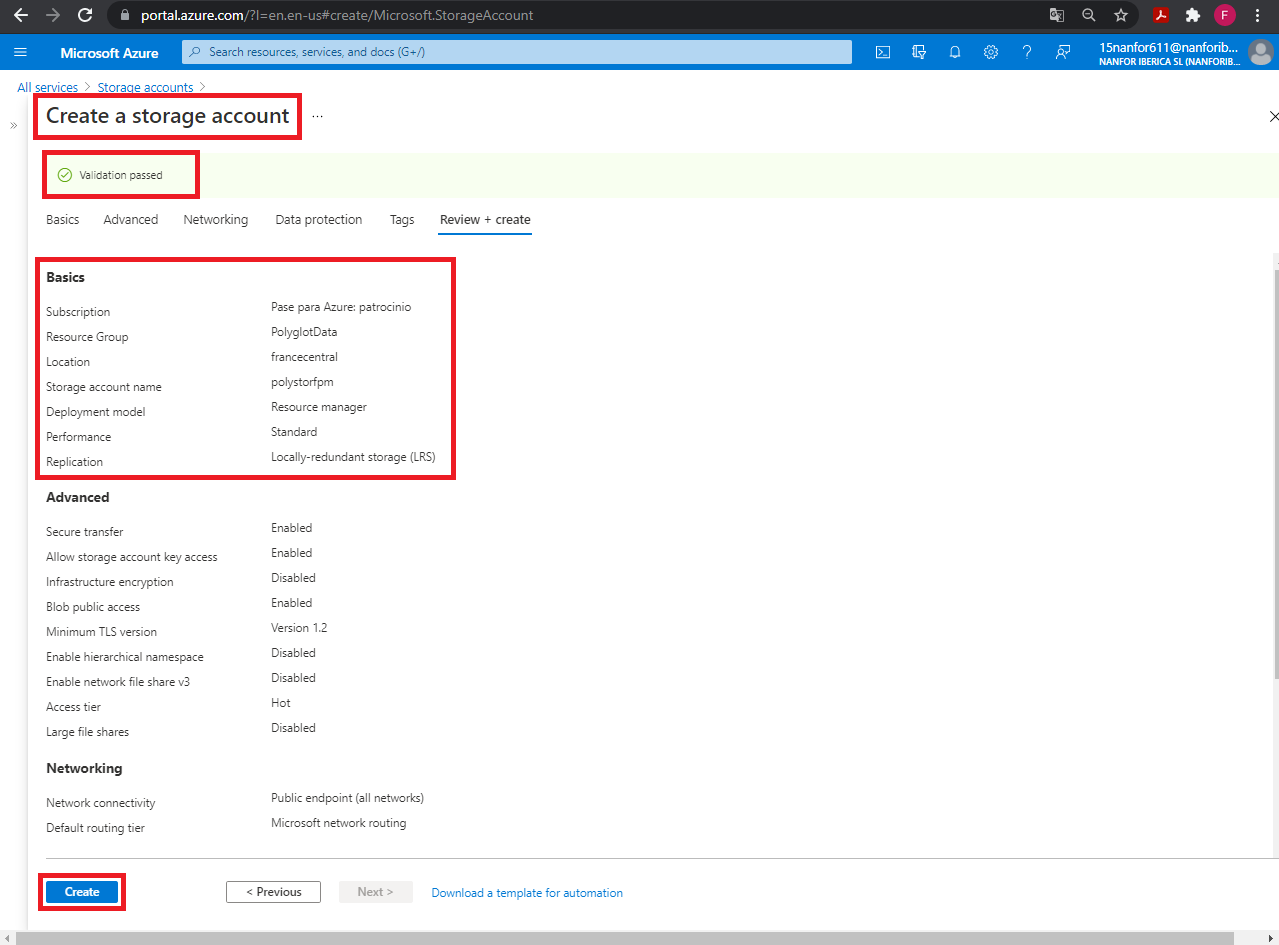 portal.azure.com/?l=en.en-us#create/Microsoft.StorageAccount
F
Microsoft Azure
Search resources, services, and docs (G+/)
15nanfor611@nanforib...
NANFOR IBERICA SL (NANFORIB...
All services > Storage accounts >
Create a storage account ...
Validation passed
Basics Advanced Networking Data protection Tags Review + create
Basics
Subscription Pase para Azure: patrocinio
Resource Group PolyglotData
Location francecentral
Storage account name polystorfpm
Deployment model Resource manager
Performance Standard
Replication Locally-redundant storage (LRS)
Advanced
Secure transfer Enabled
Allow storage account key access Enabled
Infrastructure encryption Disabled
Blob public access Enabled
Minimum TLS version Version 1.2
Enable hierarchical namespace Disabled
Enable network file share v3 Disabled
Access tier Hot
Large file shares Disabled
Networking
Network connectivity Public endpoint (all networks)
Default routing tier Microsoft network routing
Create < Previous Next > Download a template for automation